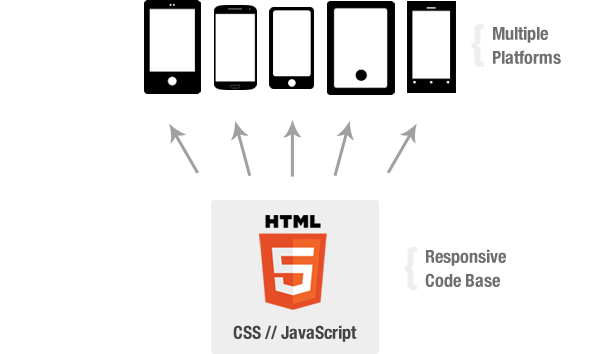 Multiple
Platforms
HTML
5
Responsive
Code Base
CSS // JavaScript